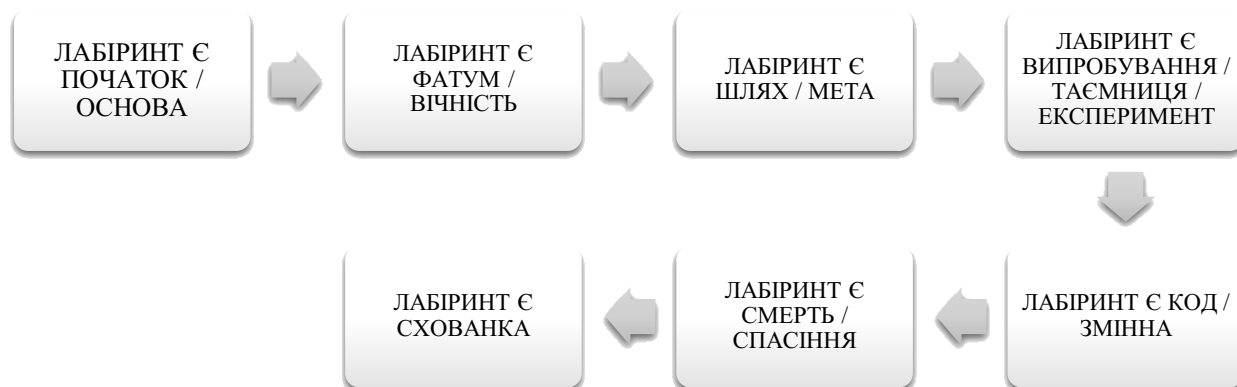 ЛАБІРИНТ Є
ПОЧАТОК /
ОСНОВА
ЛАБІРИНТ Є
ФАТУМ /
ВІЧНІСТЬ
ЛАБІРИНТ Є
ШЛЯХ / МЕТА
ЛАБІРИНТ Є
ВИПРОБУВАННЯ /
ТАЄМНИЦЯ /
ЕКСПЕРИМЕНТ
ЛАБІРИНТ Є КОД /
ЗМІННА
ЛАБІРИНТ Є
СМЕРТЬ /
СПАСІННЯ
ЛАБІРИНТ Є
СХОВАНКА